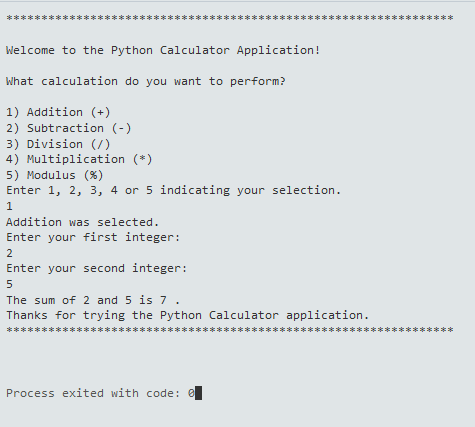 ****************************************************************
Welcome to the Python Calculator Application!
What calculation do you want to perform?
1) Addition (+)
2) Subtraction (-)
3) Division (/)
4) Multiplication (*)
5) Modulus (%)
Enter 1, 2, 3, 4 or 5 indicating your selection.
1
Addition was selected.
Enter your first integer:
2
Enter your second integer:
5
The sum of 2 and 5 is 7 .
Thanks for trying the Python Calculator application.
****************************************************************
Process exited with code: 0